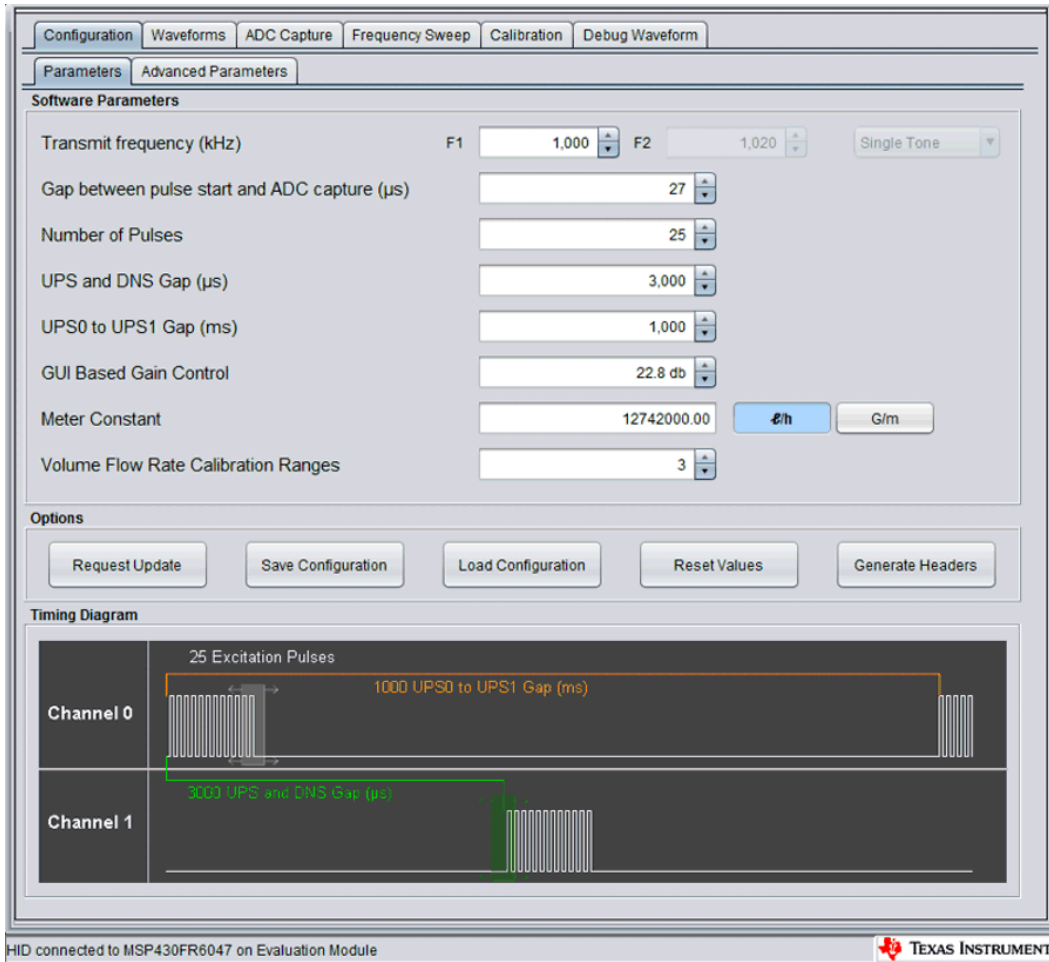 Configuration Waveforms ADC Capture Frequency Sweep Calibration Debug Waveform
Parameters Advanced Parameters
Software Parameters
Transmit frequency (kHz) F1 1,000 F2 1,020 Single Tone
Gap between pulse start and ADC capture (µs) 27
Number of Pulses 25
UPS and DNS Gap (µs) 3,000
UPS0 to UPS1 Gap (ms) 1,000
GUI Based Gain Control 22.8 db
Meter Constant 12742000.00 ℓ/h G/m
Volume Flow Rate Calibration Ranges 3
Options
Request Update Save Configuration Load Configuration Reset Values Generate Headers
Timing Diagram
25 Excitation Pulses
1000 UPS0 to UPS1 Gap (ms)
Channel 0
3000 UPS and DNS Gap (µs)
Channel 1
HID connected to MSP430FR6047 on Evaluation Module TEXAS INSTRUMENT